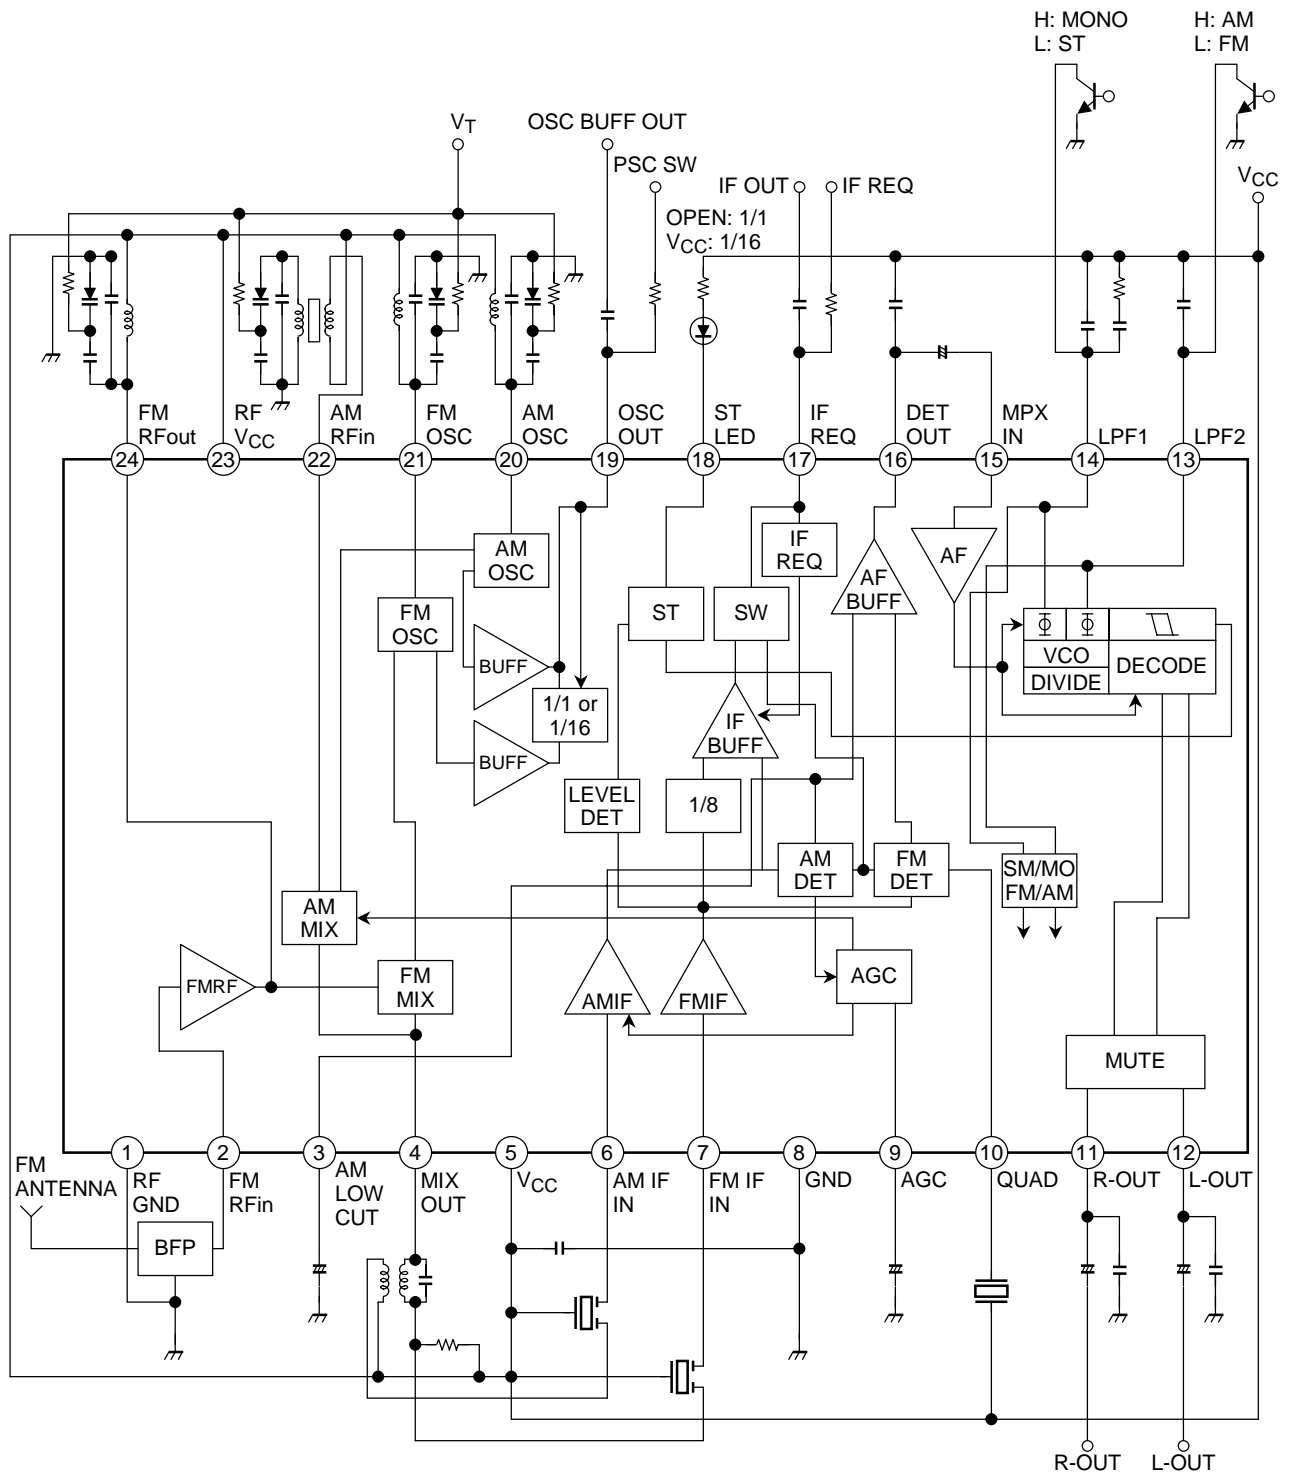 H: MONO
L: ST
H: AM
L: FM
VT
OSC BUFF OUT
PSC SW
IF OUT
IF REQ
VCC
OPEN: 1/1
VCC: 1/16
FM
RFout
RF
VCC
AM
RFin
FM
OSC
AM
OSC
OSC
OUT
ST
LED
IF
REQ
DET
OUT
MPX
IN
LPF1
LPF2
24
23
22
21
20
19
18
17
16
15
14
13
AM
OSC
IF
REQ
AF
FM
OSC
ST
SW
AF
BUFF
BUFF
VCO
DIVIDE
DECODE
1/1 or
1/16
IF
BUFF
BUFF
LEVEL
DET
1/8
AM
DET
FM
DET
SM/MO
FM/AM
AM
MIX
FMRF
FM
MIX
AMIF
FMIF
AGC
MUTE
1
2
3
4
5
6
7
8
9
10
11
12
FM
ANTENNA
RF
GND
FM
RFin
AM
LOW
CUT
MIX
OUT
VCC
AM IF
IN
FM IF
IN
GND
AGC
QUAD
R-OUT
L-OUT
BFP
R-OUT
L-OUT